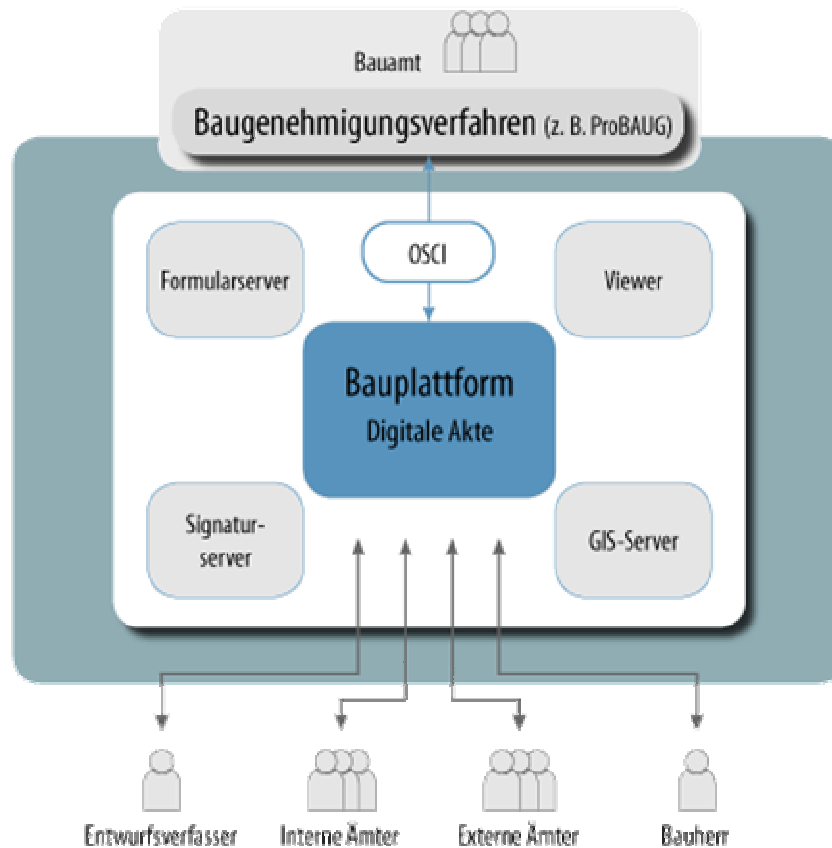 Bauamt
Baugenehmigungsverfahren (z. B. ProBAUG)
OSCI
Formularserver
Viewer
Bauplattform
Digitale Akte
Signatur-
server
GIS-Server
Entwurfsverfasser
Interne Ämter
Externe Ämter
Bauherr